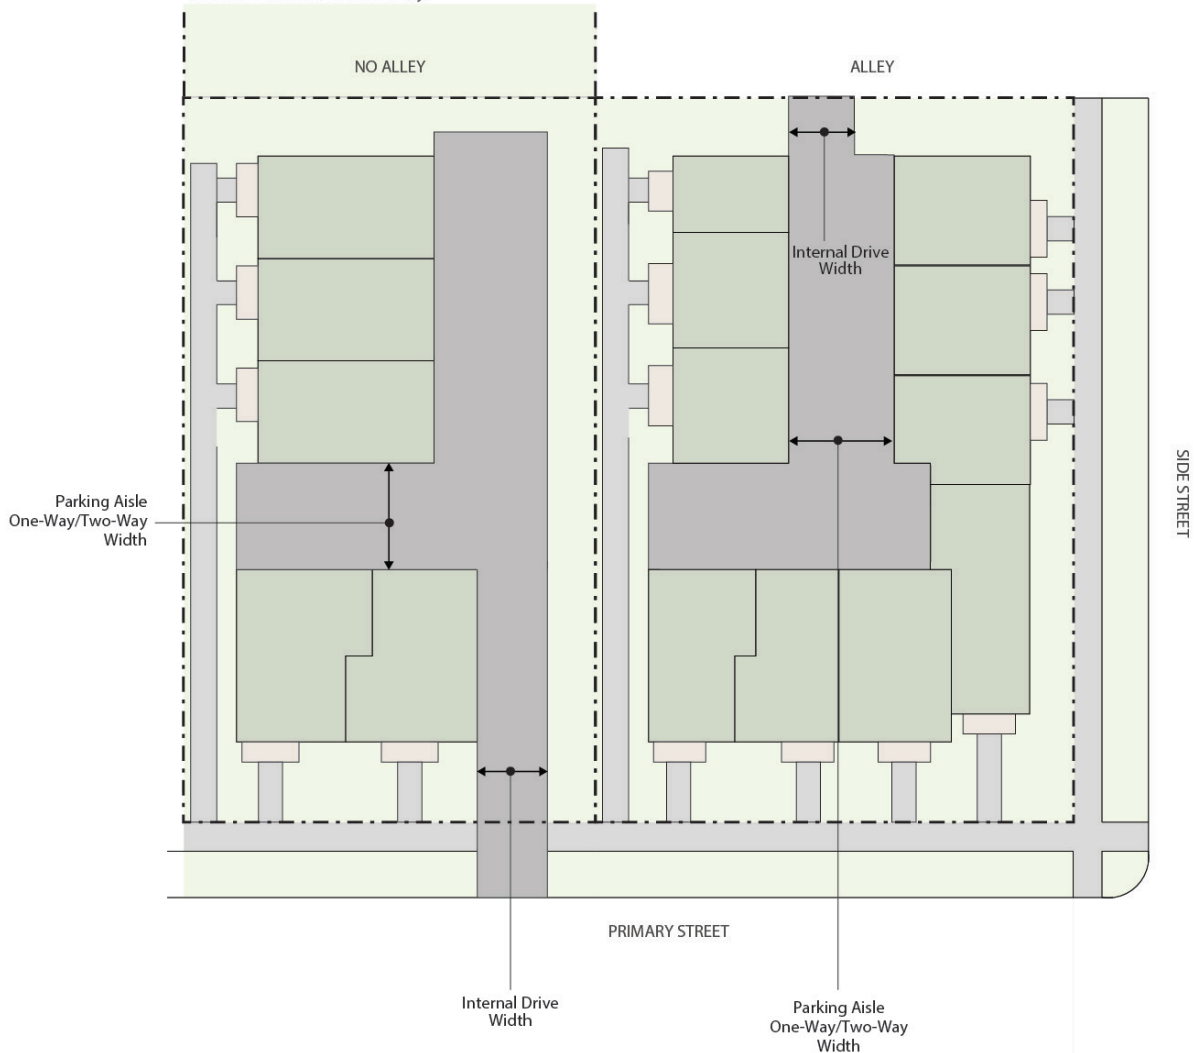 NO ALLEY
ALLEY
Internal Drive
Width
SIDE STREET
Parking Aisle
One-Way/Two-Way
Width
PRIMARY STREET
Internal Drive
Width
Parking Aisle
One-Way/Two-Way
Width